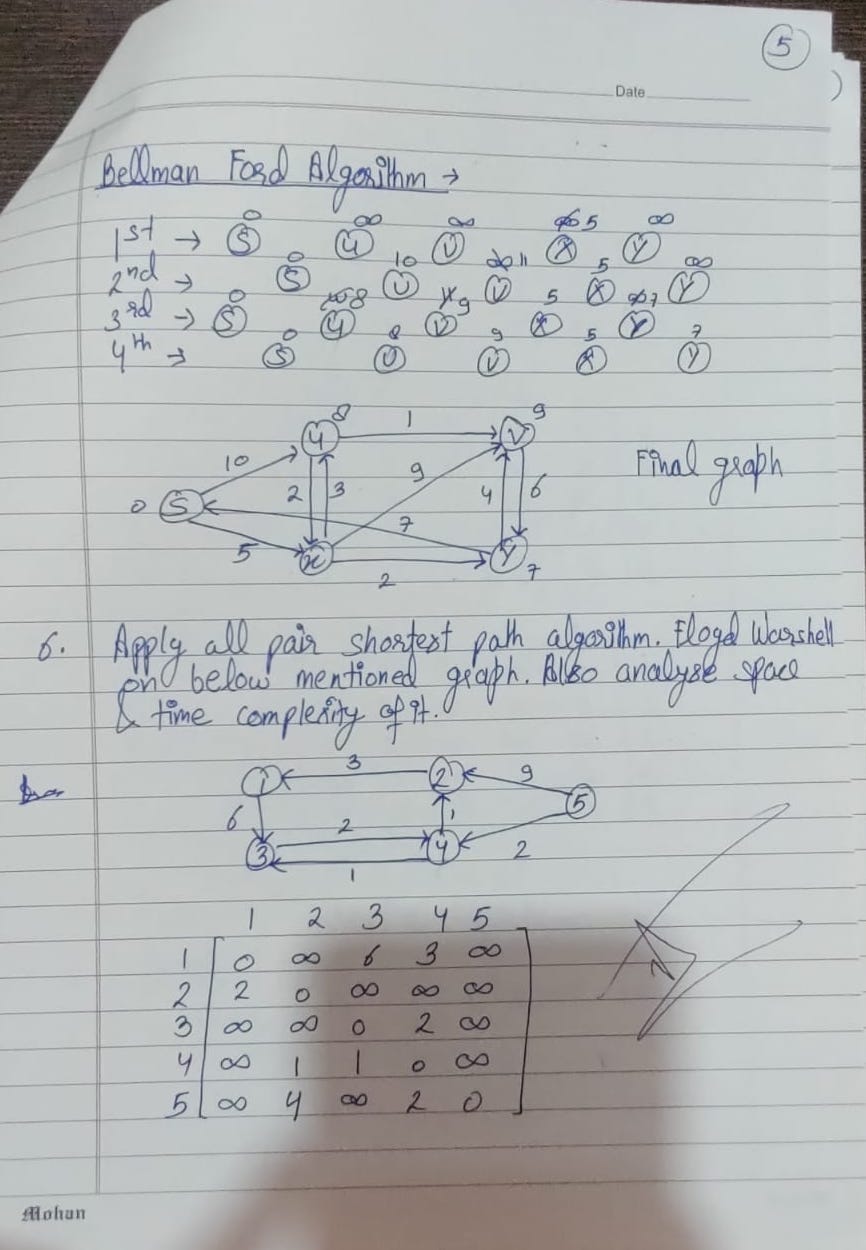 5
Date
Bellman Ford Algorithm →
0 ∞ ∞ ∞ 5 ∞
1st → S U V X Y
0 10 ∞ 11 5 ∞
2nd → S U V X Y
0 8 9 5 ∞ 7
3rd → S U V X Y
0 8 9 5 7
4th → S U V X Y
8 1 9
U V
10 9
2 3 4 6
0 S
7
5
x Y
2 7
Final graph
6. Apply all pair shortest path algorithm. Floyd Warshell
on below mentioned graph. Also analyse space
& time complexity of it.
Ans
1 3 2 9
5
6 2 1
3 4 2
1
1 2 3 4 5
1 0 ∞ 6 3 ∞
2 2 0 ∞ ∞ ∞
3 ∞ ∞ 0 2 ∞
4 ∞ 1 1 0 ∞
5 ∞ 4 ∞ 2 0
Mohan